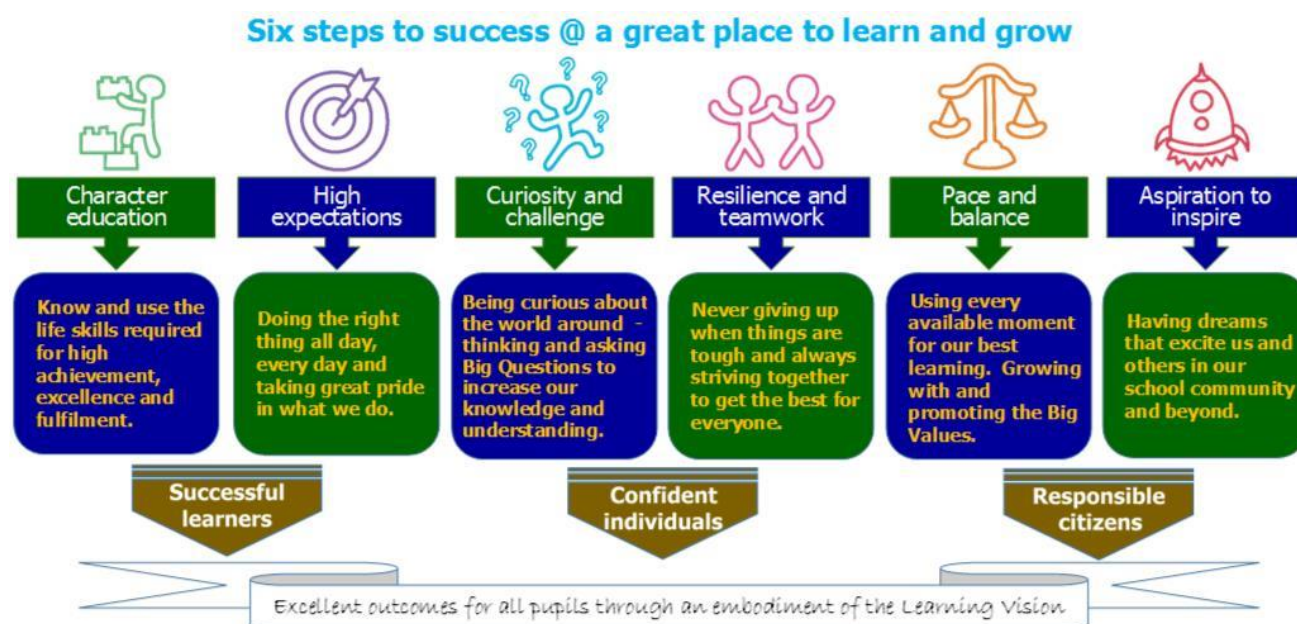 Six steps to success @ a great place to learn and grow
Character
education
High
expectations
Curiosity and
challenge
Resilience and
teamwork
Pace and
balance
Aspiration to
inspire
Know and use the
life skills required
for high
achievement,
excellence and
fulfilment.
Doing the right
thing all day,
every day and
taking great pride
in what we do.
Being curious about
the world around -
thinking and asking
Big Questions to
increase our
knowledge and
understanding.
Never giving up
when things are
tough and always
striving together
to get the best for
everyone.
Using every
available moment
for our best
learning. Growing
with and
promoting the Big
Values.
Having dreams
that excite us and
others in our
school community
and beyond.
Successful
learners
Confident
individuals
Responsible
citizens
Excellent outcomes for all pupils through an embodiment of the Learning Vision